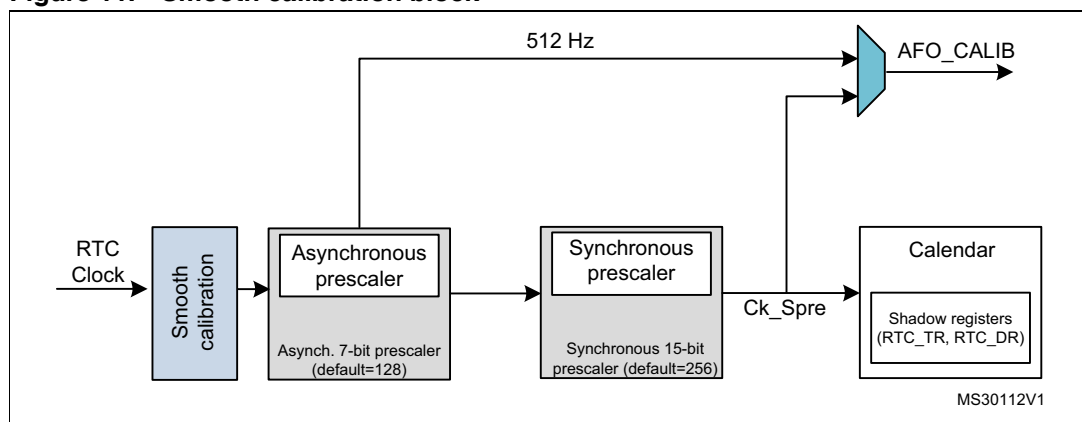 Figure
Smooth calibration block
512 Hz
AFO_CALIB
RTC
Clock
Smooth
calibration
Asynchronous
prescaler
Asynch. 7-bit prescaler
(default=128)
Synchronous
prescaler
Synchronous 15-bit
prescaler (default=256)
Ck_Spre
Calendar
Shadow registers
(RTC_TR, RTC_DR)
MS30112V1